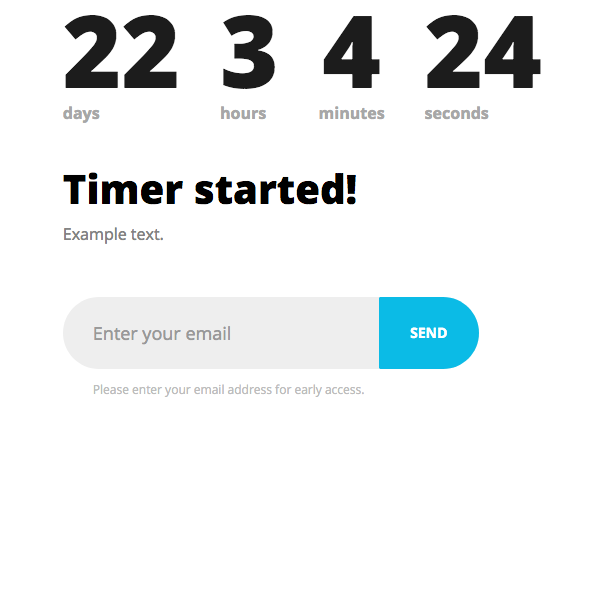 22 3 4 24
days hours minutes seconds
Timer started!
Example text.
Enter your email SEND
Please enter your email address for early access.